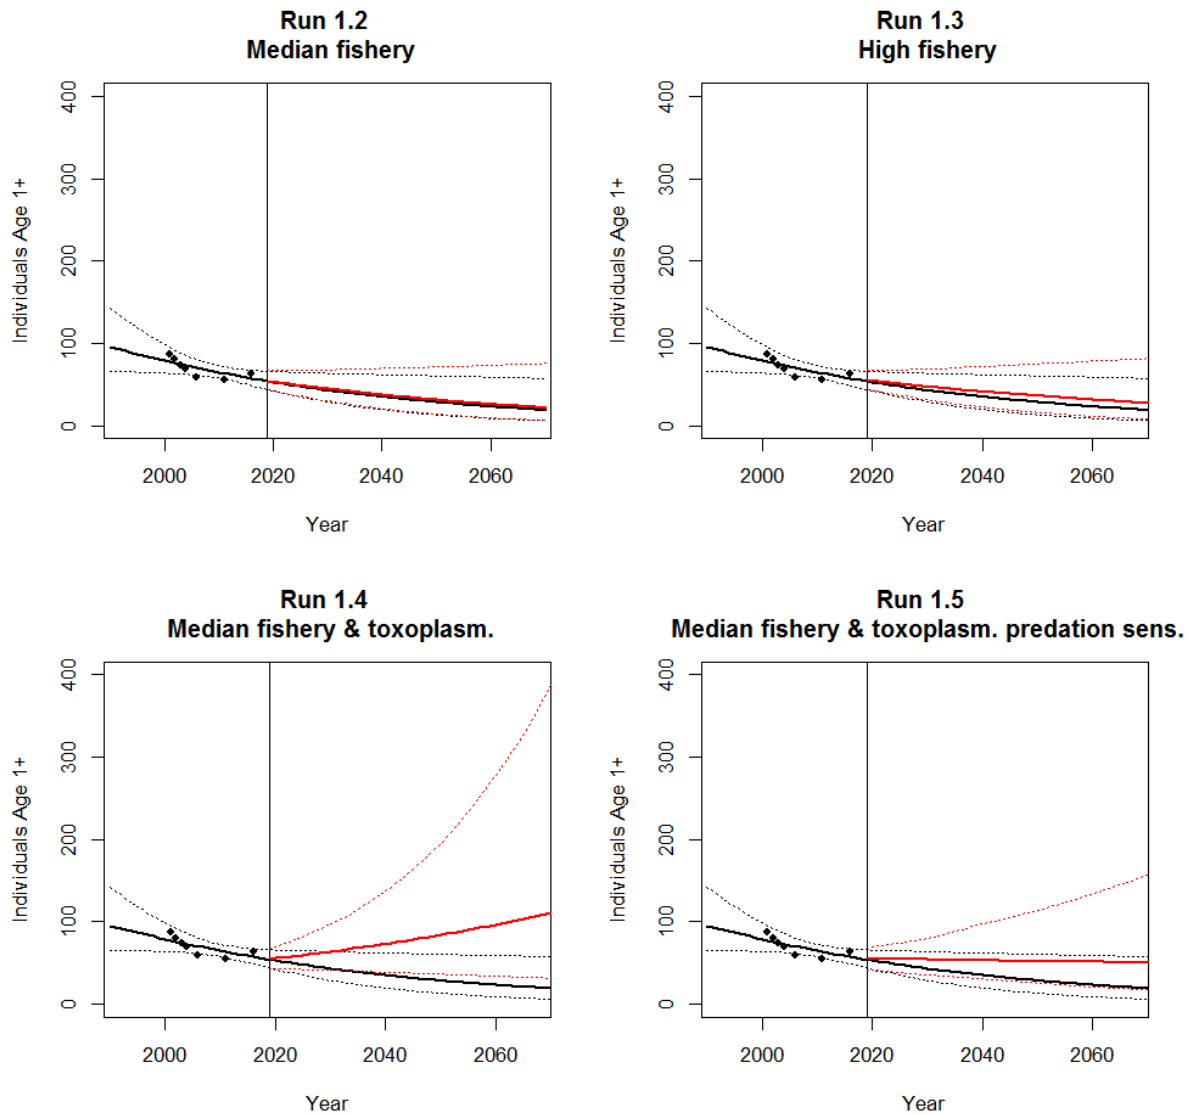 Run 1.2
Median fishery
Individuals Age 1+
400
300
200
100
0
2000
2020
2040
2060
Year
Run 1.3
High fishery
Individuals Age 1+
400
300
200
100
0
2000
2020
2040
2060
Year
Run 1.4
Median fishery & toxoplasm.
Individuals Age 1+
400
300
200
100
0
2000
2020
2040
2060
Year
Run 1.5
Median fishery & toxoplasm. predation sens.
Individuals Age 1+
400
300
200
100
0
2000
2020
2040
2060
Year